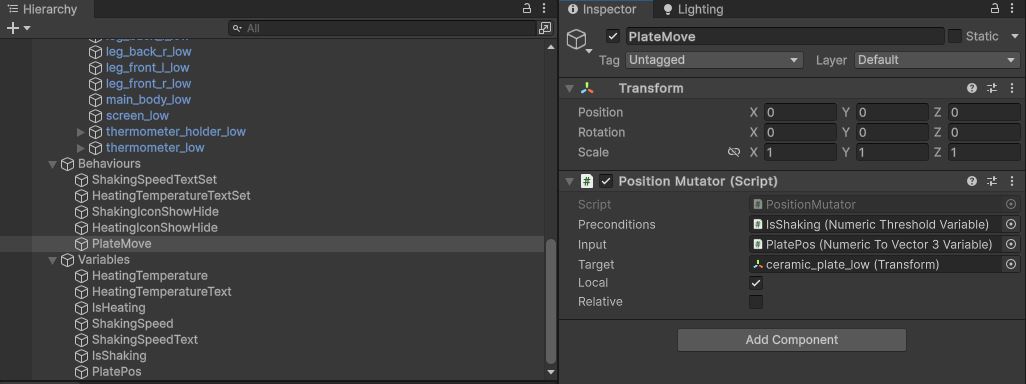 Hierarchy
All
leg_back_r_low
leg_front_l_low
leg_front_r_low
main_body_low
screen_low
thermometer_holder_low
thermometer_low
Behaviours
ShakingSpeedTextSet
HeatingTemperatureTextSet
ShakingIconShowHide
HeatingIconShowHide
PlateMove
Variables
HeatingTemperature
HeatingTemperatureText
IsHeating
ShakingSpeed
ShakingSpeedText
IsShaking
PlatePos
Inspector Lighting
PlateMove Static
Tag Untagged Layer Default
Transform
Position X 0 Y 0 Z 0
Rotation X 0 Y 0 Z 0
Scale X 1 Y 1 Z 1
# Position Mutator (Script)
Script # PositionMutator
Preconditions # IsShaking (Numeric Threshold Variable)
Input # PlatePos (Numeric To Vector 3 Variable)
Target ceramic_plate_low (Transform)
Local
Relative
Add Component